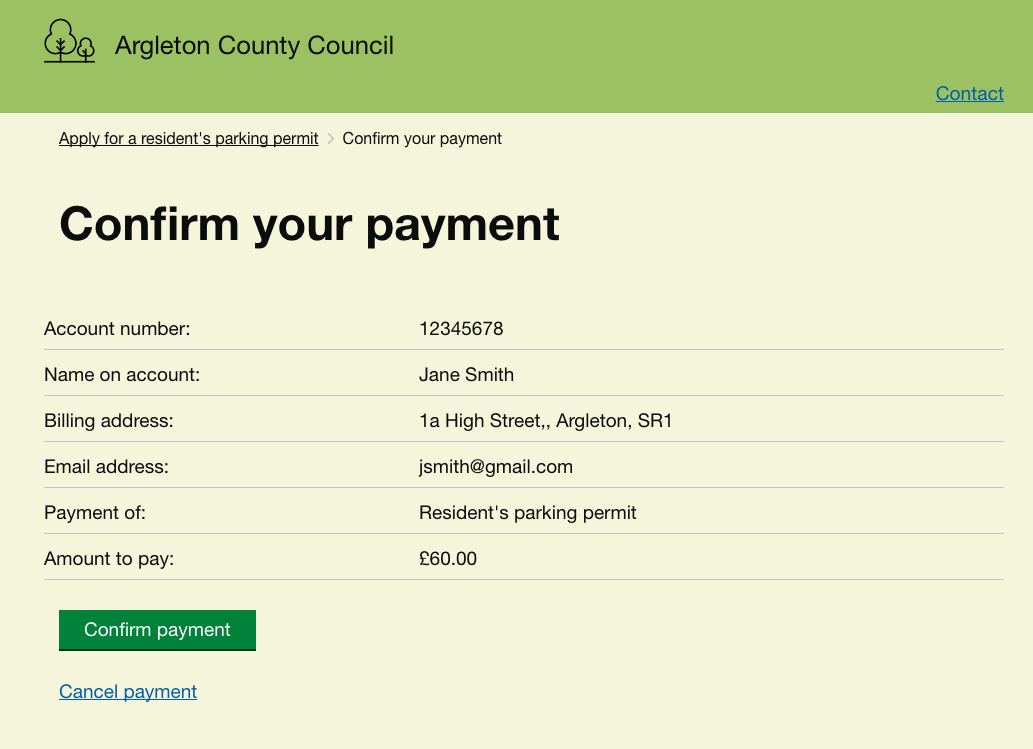 Argleton County Council
Contact
Apply for a resident's parking permit > Confirm your payment
Confirm your payment
Account number: 12345678
Name on account: Jane Smith
Billing address: 1a High Street,, Argleton, SR1
Email address: jsmith@gmail.com
Payment of: Resident's parking permit
Amount to pay: £60.00
Confirm payment
Cancel payment